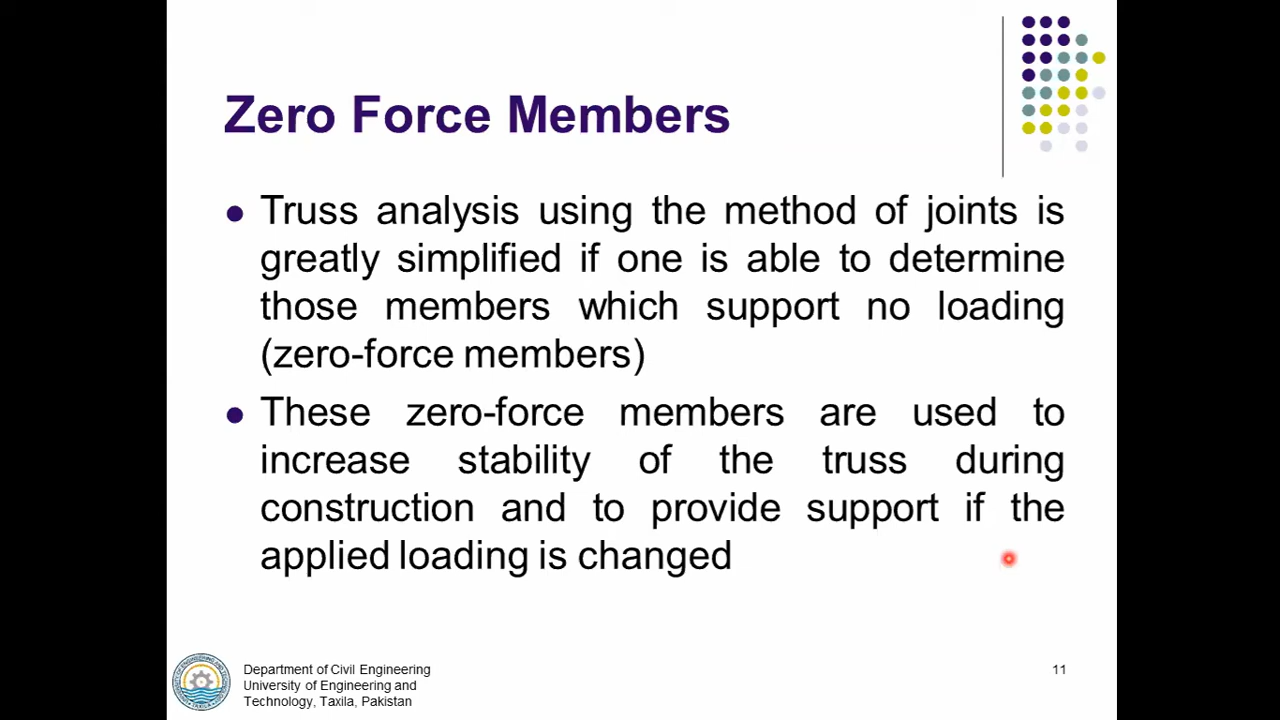 Zero Force Members
Truss analysis using the method of joints is
greatly simplified if one is able to determine
those members which support no loading
(zero-force members)
These zero-force members are used to
increase stability of the truss during
construction and to provide support if the
applied loading is changed
Department of Civil Engineering
University of Engineering and
Technology, Taxila, Pakistan
11